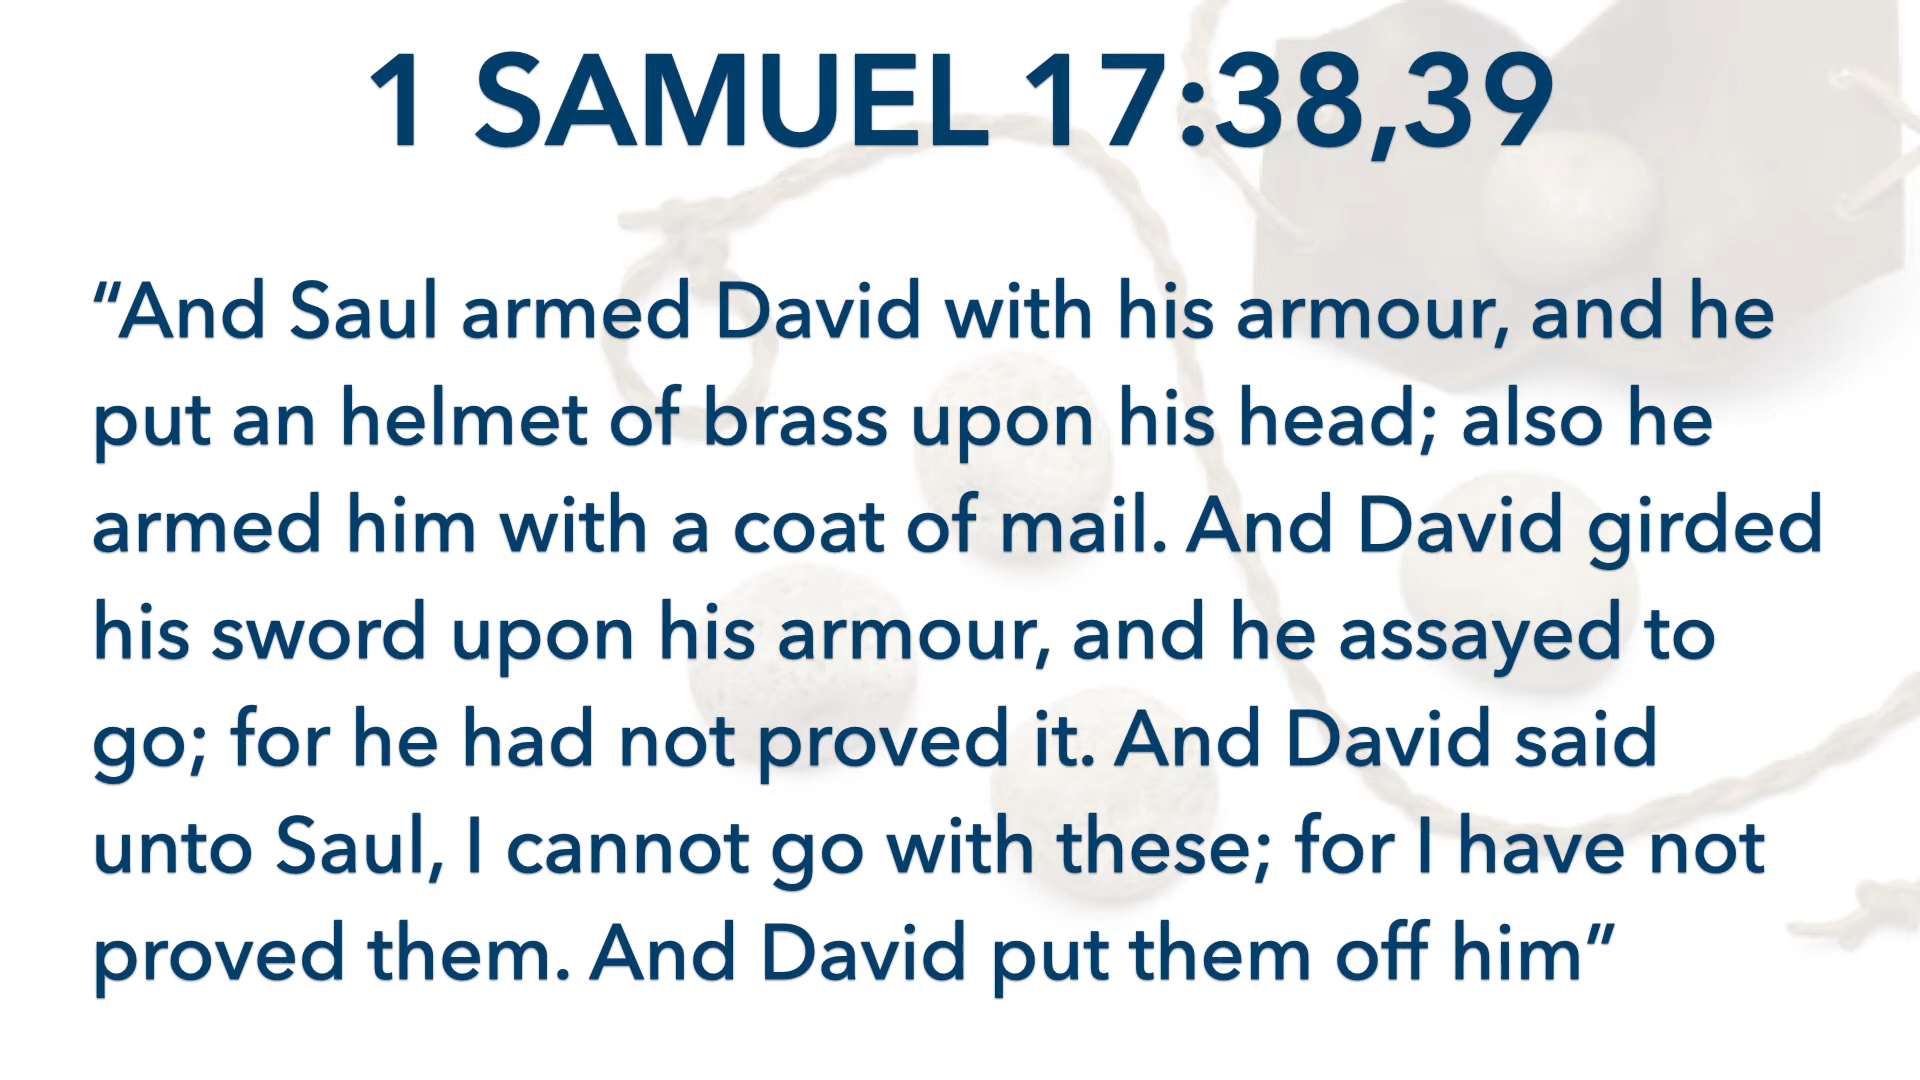 1 SAMUEL 17:38,39
“And Saul armed David with his armour, and he
put an helmet of brass upon his head; also he
armed him with a coat of mail. And David girded
his sword upon his armour, and he assayed to
go; for he had not proved it. And David said
unto Saul, I cannot go with these; for I have not
proved them. And David put them off him”